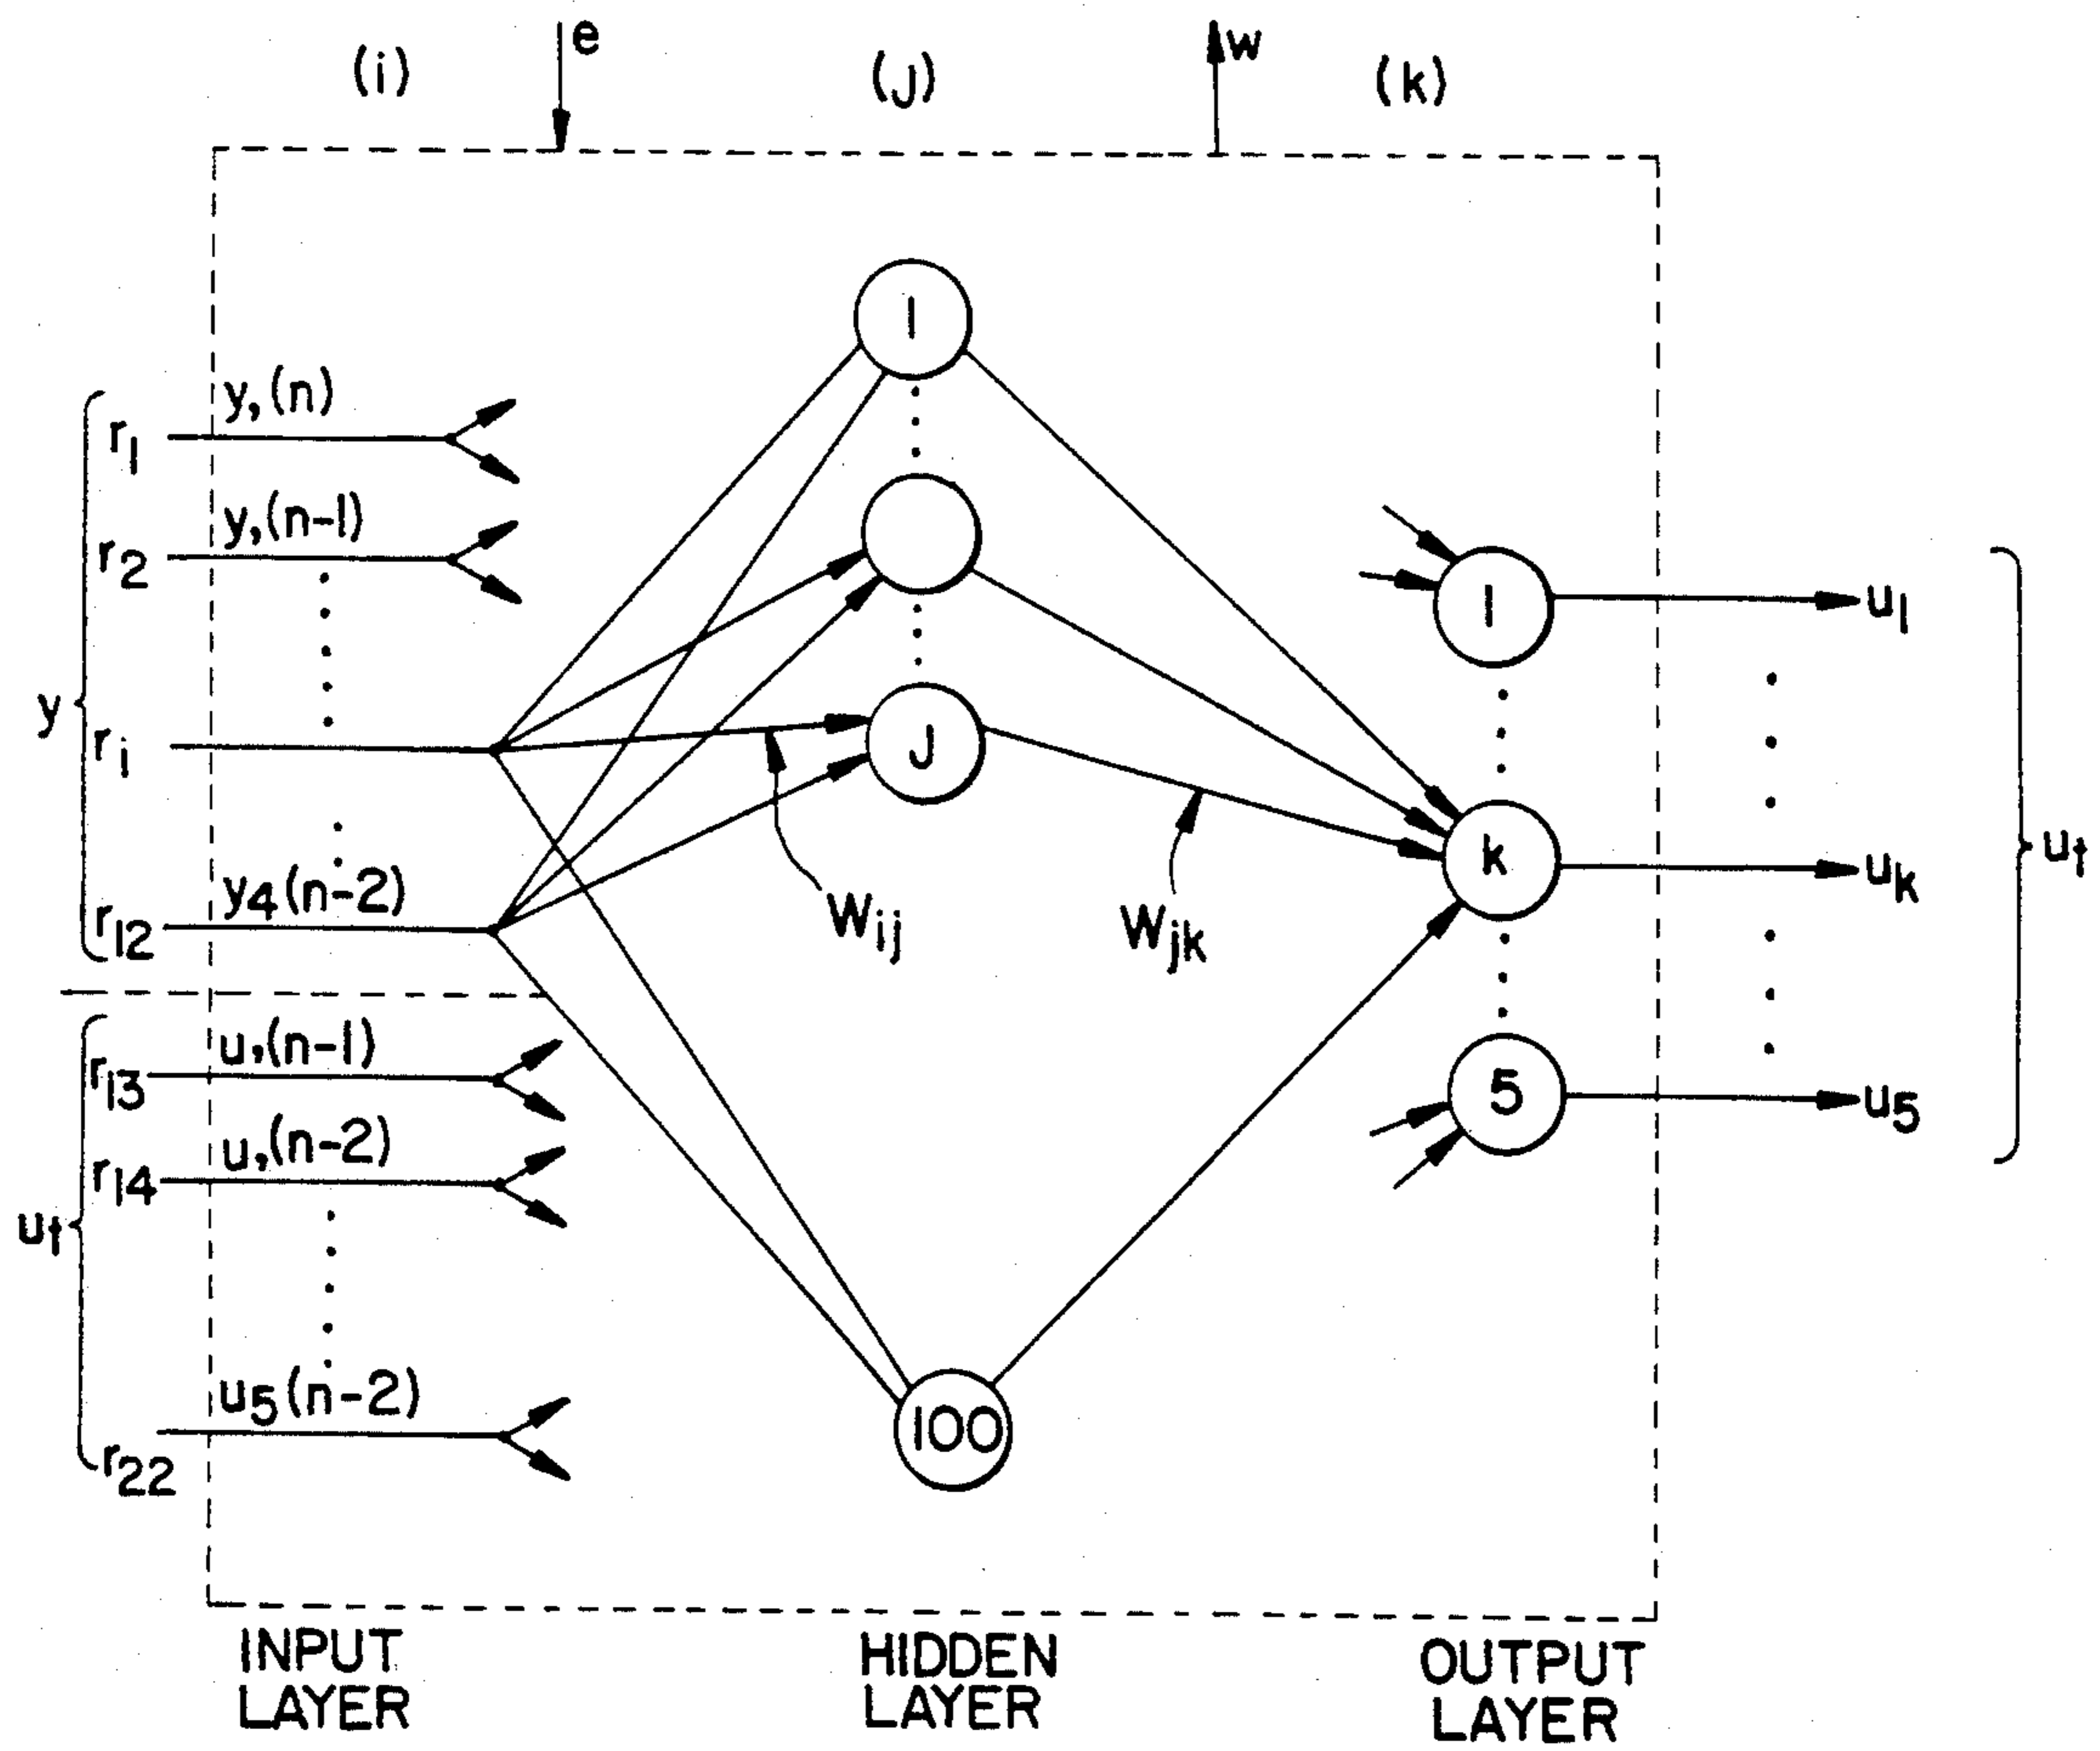 (i)
e
(j)
w
(k)
1
y,(n)
r1
y,(n-1)
r2
1
u1
y
ri
j
k
uk
ut
y4(n-2)
r12
Wij
Wjk
u,(n-1)
r13
5
u5
u,(n-2)
r14
ut
u5(n-2)
r22
100
INPUT
LAYER
HIDDEN
LAYER
OUTPUT
LAYER